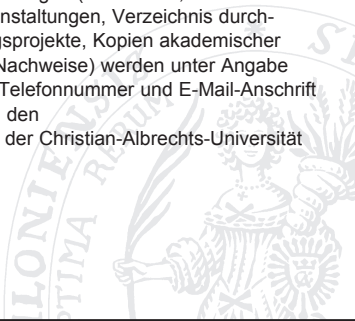 nstaltungen, Verzeichnis durch-
gsprojekte, Kopien akademischer
Nachweise) werden unter Angabe
Telefonnummer und E-Mail-Anschrift
den
der Christian-Albrechts-Universität